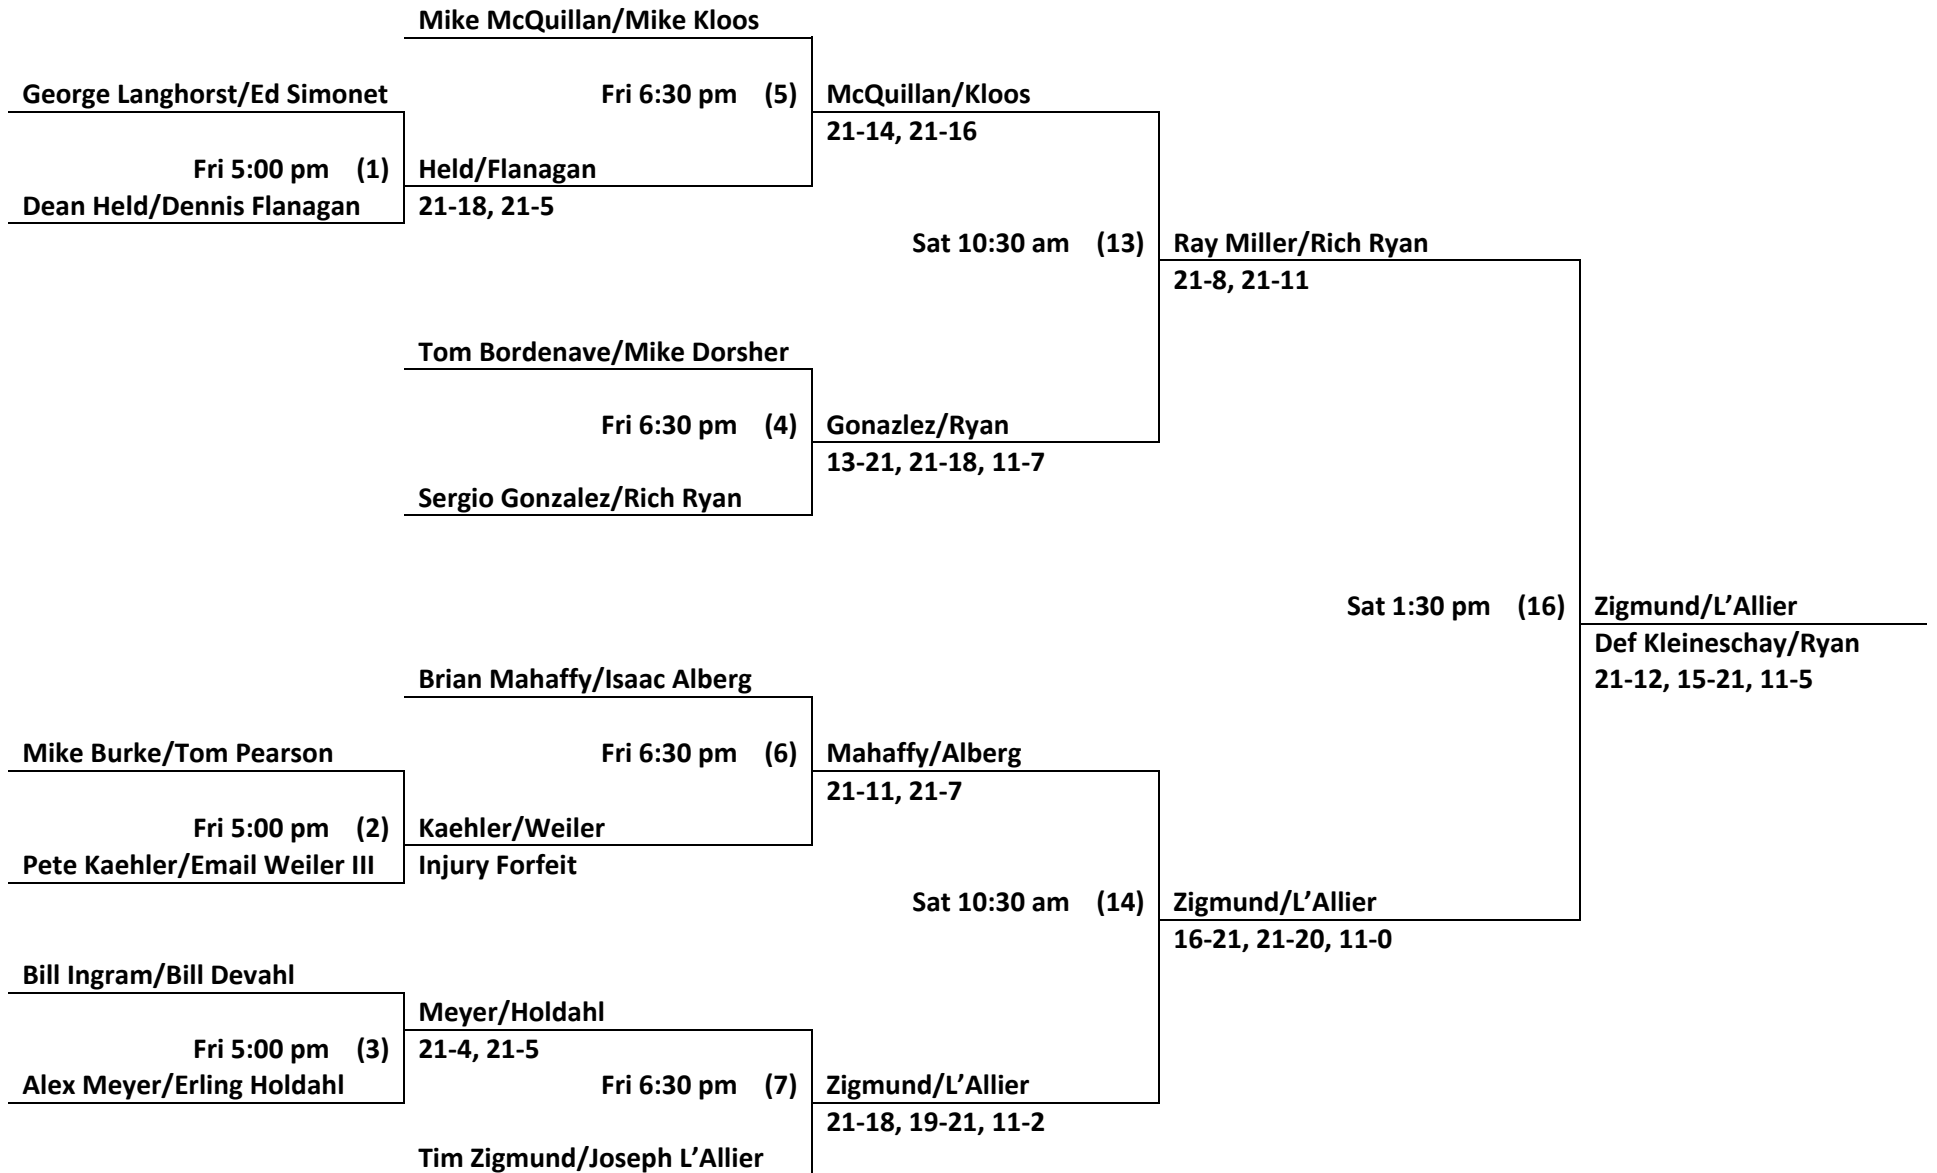 Mike McQuillan/Mike Kloos
George Langhorst/Ed Simonet
Fri 6:30 pm (5)
McQuillan/Kloos
21-14, 21-16
Fri 5:00 pm (1)
Held/Flanagan
Dean Held/Dennis Flanagan
21-18, 21-5
Sat 10:30 am (13)
Ray Miller/Rich Ryan
21-8, 21-11
Tom Bordenave/Mike Dorsher
Fri 6:30 pm (4)
Gonazlez/Ryan
13-21, 21-18, 11-7
Sergio Gonzalez/Rich Ryan
Sat 1:30 pm (16)
Zigmund/L’Allier
Def Kleineschay/Ryan
21-12, 15-21, 11-5
Brian Mahaffy/Isaac Alberg
Mike Burke/Tom Pearson
Fri 6:30 pm (6)
Mahaffy/Alberg
21-11, 21-7
Fri 5:00 pm (2)
Kaehler/Weiler
Pete Kaehler/Email Weiler III
Injury Forfeit
Sat 10:30 am (14)
Zigmund/L’Allier
16-21, 21-20, 11-0
Bill Ingram/Bill Devahl
Meyer/Holdahl
Fri 5:00 pm (3)
21-4, 21-5
Alex Meyer/Erling Holdahl
Fri 6:30 pm (7)
Zigmund/L’Allier
21-18, 19-21, 11-2
Tim Zigmund/Joseph L’Allier